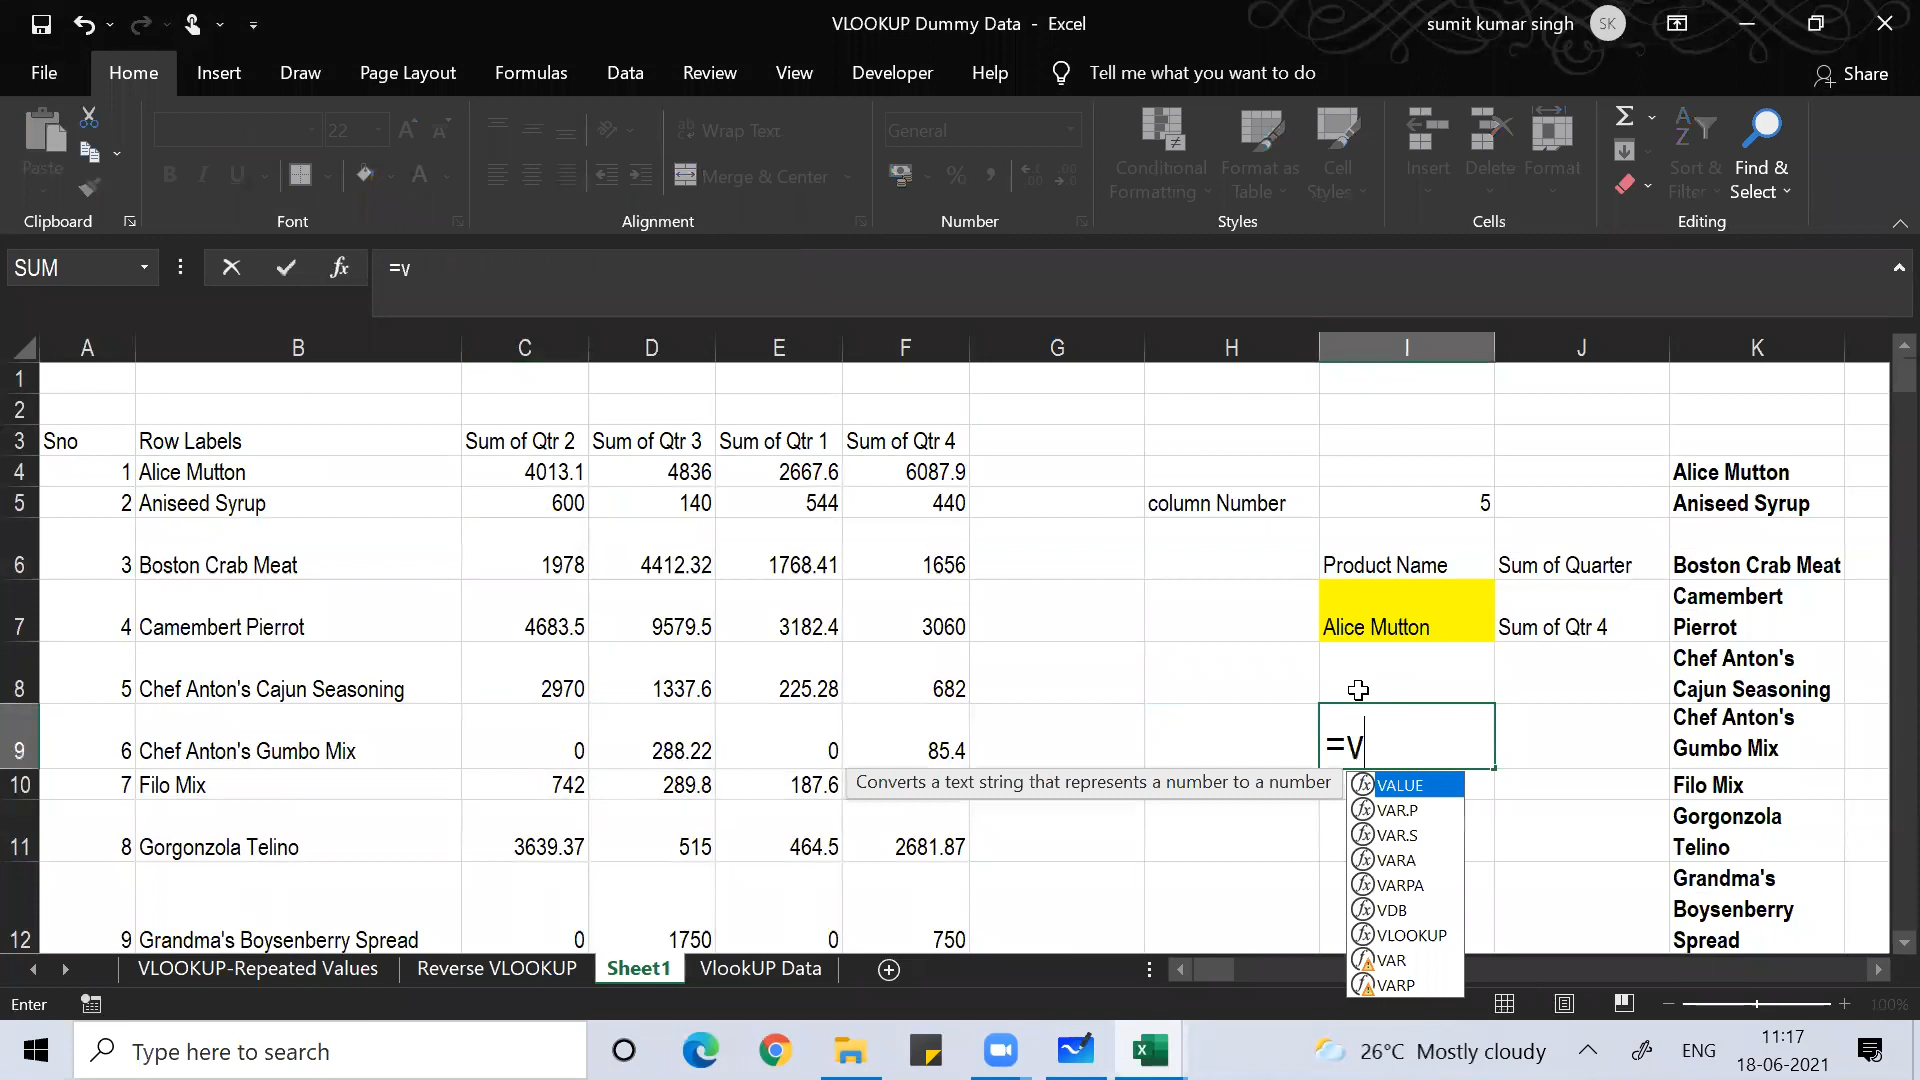 VLOOKUP Dummy Data - Excel
sumit kumar singh SK
File Home Insert Draw Page Layout Formulas Data Review View Developer Help Tell me what you want to do Share
Paste
22
Wrap Text
Merge & Center
General
Conditional Formatting
Format as Table
Cell Styles
Insert Delete Format
Sort & Filter
Find & Select
Clipboard Font Alignment Number Styles Cells Editing
SUM fx =v
A B C D E F G H I J K
1
2
3 Sno Row Labels Sum of Qtr 2 Sum of Qtr 3 Sum of Qtr 1 Sum of Qtr 4
4 1 Alice Mutton 4013.1 4836 2667.6 6087.9 Alice Mutton
5 2 Aniseed Syrup 600 140 544 440 column Number 5 Aniseed Syrup
6 3 Boston Crab Meat 1978 4412.32 1768.41 1656 Product Name Sum of Quarter Boston Crab Meat
7 4 Camembert Pierrot 4683.5 9579.5 3182.4 3060 Alice Mutton Sum of Qtr 4 Camembert Pierrot
8 5 Chef Anton's Cajun Seasoning 2970 1337.6 225.28 682 Chef Anton's Cajun Seasoning
9 6 Chef Anton's Gumbo Mix 0 288.22 0 85.4 =v Chef Anton's Gumbo Mix
10 7 Filo Mix 742 289.8 187.6 Filo Mix
Converts a text string that represents a number to a number
11 8 Gorgonzola Telino 3639.37 515 464.5 2681.87 Gorgonzola Telino
12 9 Grandma's Boysenberry Spread 0 1750 0 750 Grandma's Boysenberry Spread
VALUE
VAR.P
VAR.S
VARA
VARPA
VDB
VLOOKUP
VAR
VARP
VLOOKUP-Repeated Values Reverse VLOOKUP Sheet1 VlookUP Data
Enter 100%
Type here to search 26°C Mostly cloudy ENG 11:17
18-06-2021